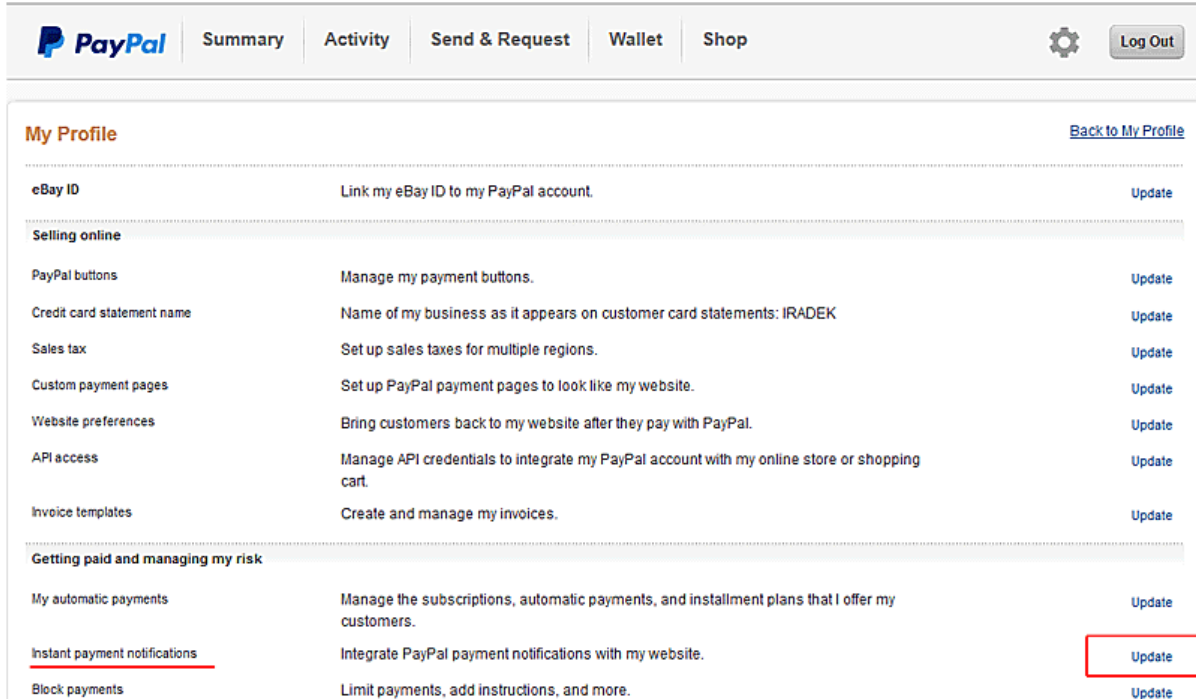 PayPal Summary Activity Send & Request Wallet Shop Log Out
My Profile Back to My Profile
eBay ID Link my eBay ID to my PayPal account. Update
Selling online
PayPal buttons Manage my payment buttons. Update
Credit card statement name Name of my business as it appears on customer card statements: IRADEK Update
Sales tax Set up sales taxes for multiple regions. Update
Custom payment pages Set up PayPal payment pages to look like my website. Update
Website preferences Bring customers back to my website after they pay with PayPal. Update
API access Manage API credentials to integrate my PayPal account with my online store or shopping Update
cart.
Invoice templates Create and manage my invoices. Update
Getting paid and managing my risk
My automatic payments Manage the subscriptions, automatic payments, and installment plans that I offer my Update
customers.
Instant payment notifications Integrate PayPal payment notifications with my website. Update
Block payments Limit payments, add instructions, and more. Update